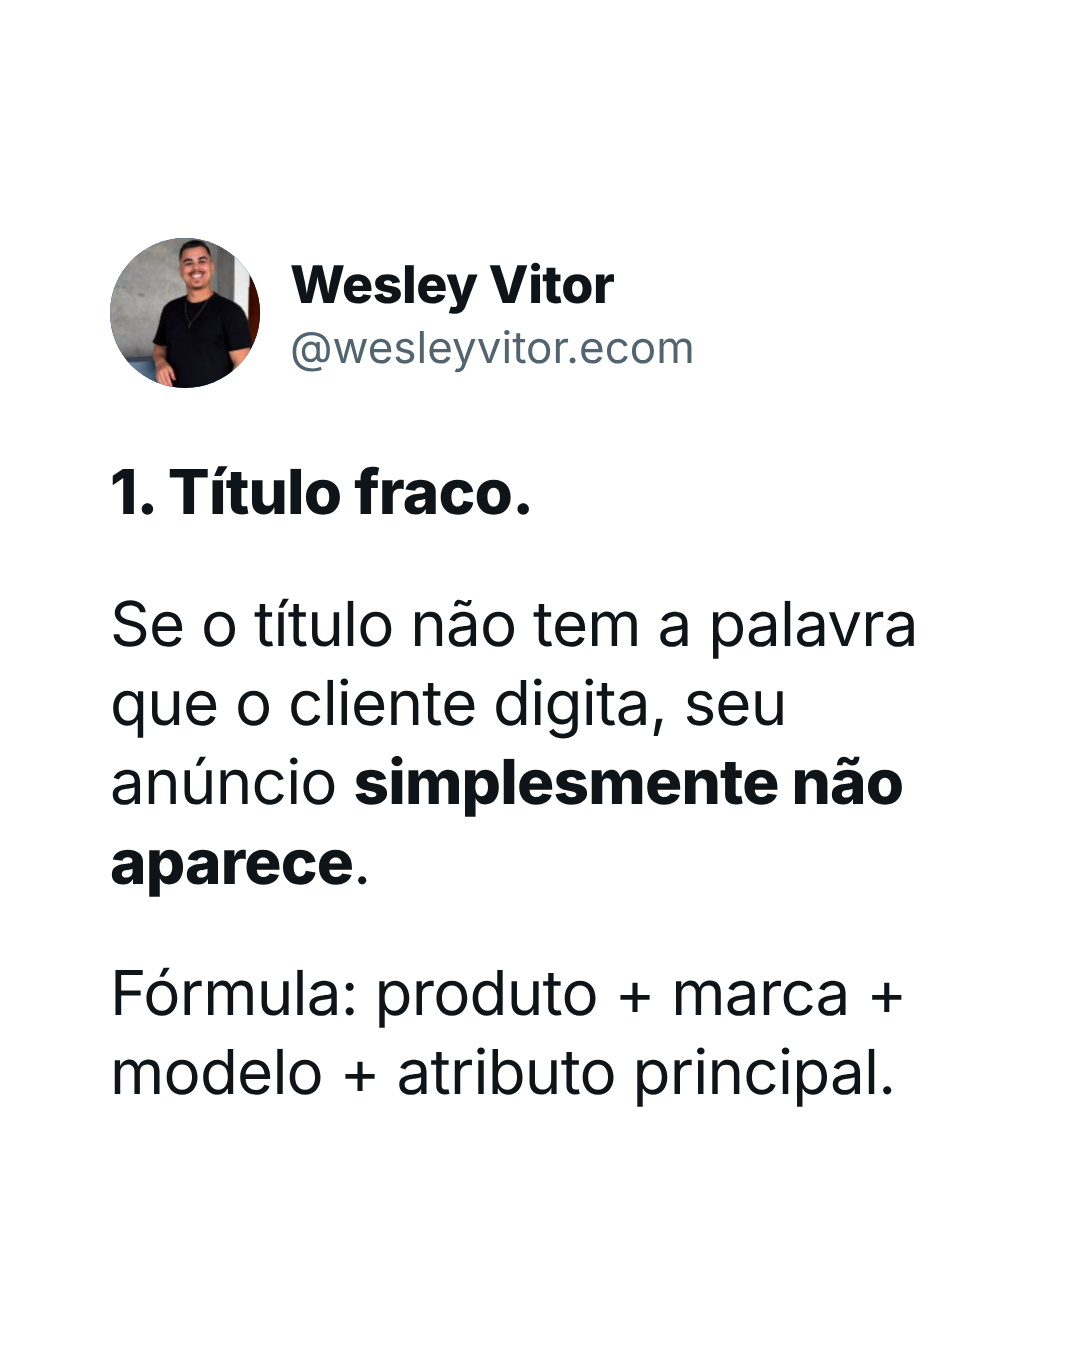 Wesley Vitor
@wesleyvitor.ecom
1. Título fraco.
Se o título não tem a palavra
que o cliente digita, seu
anúncio simplesmente não
aparece.
Fórmula: produto + marca +
modelo + atributo principal.